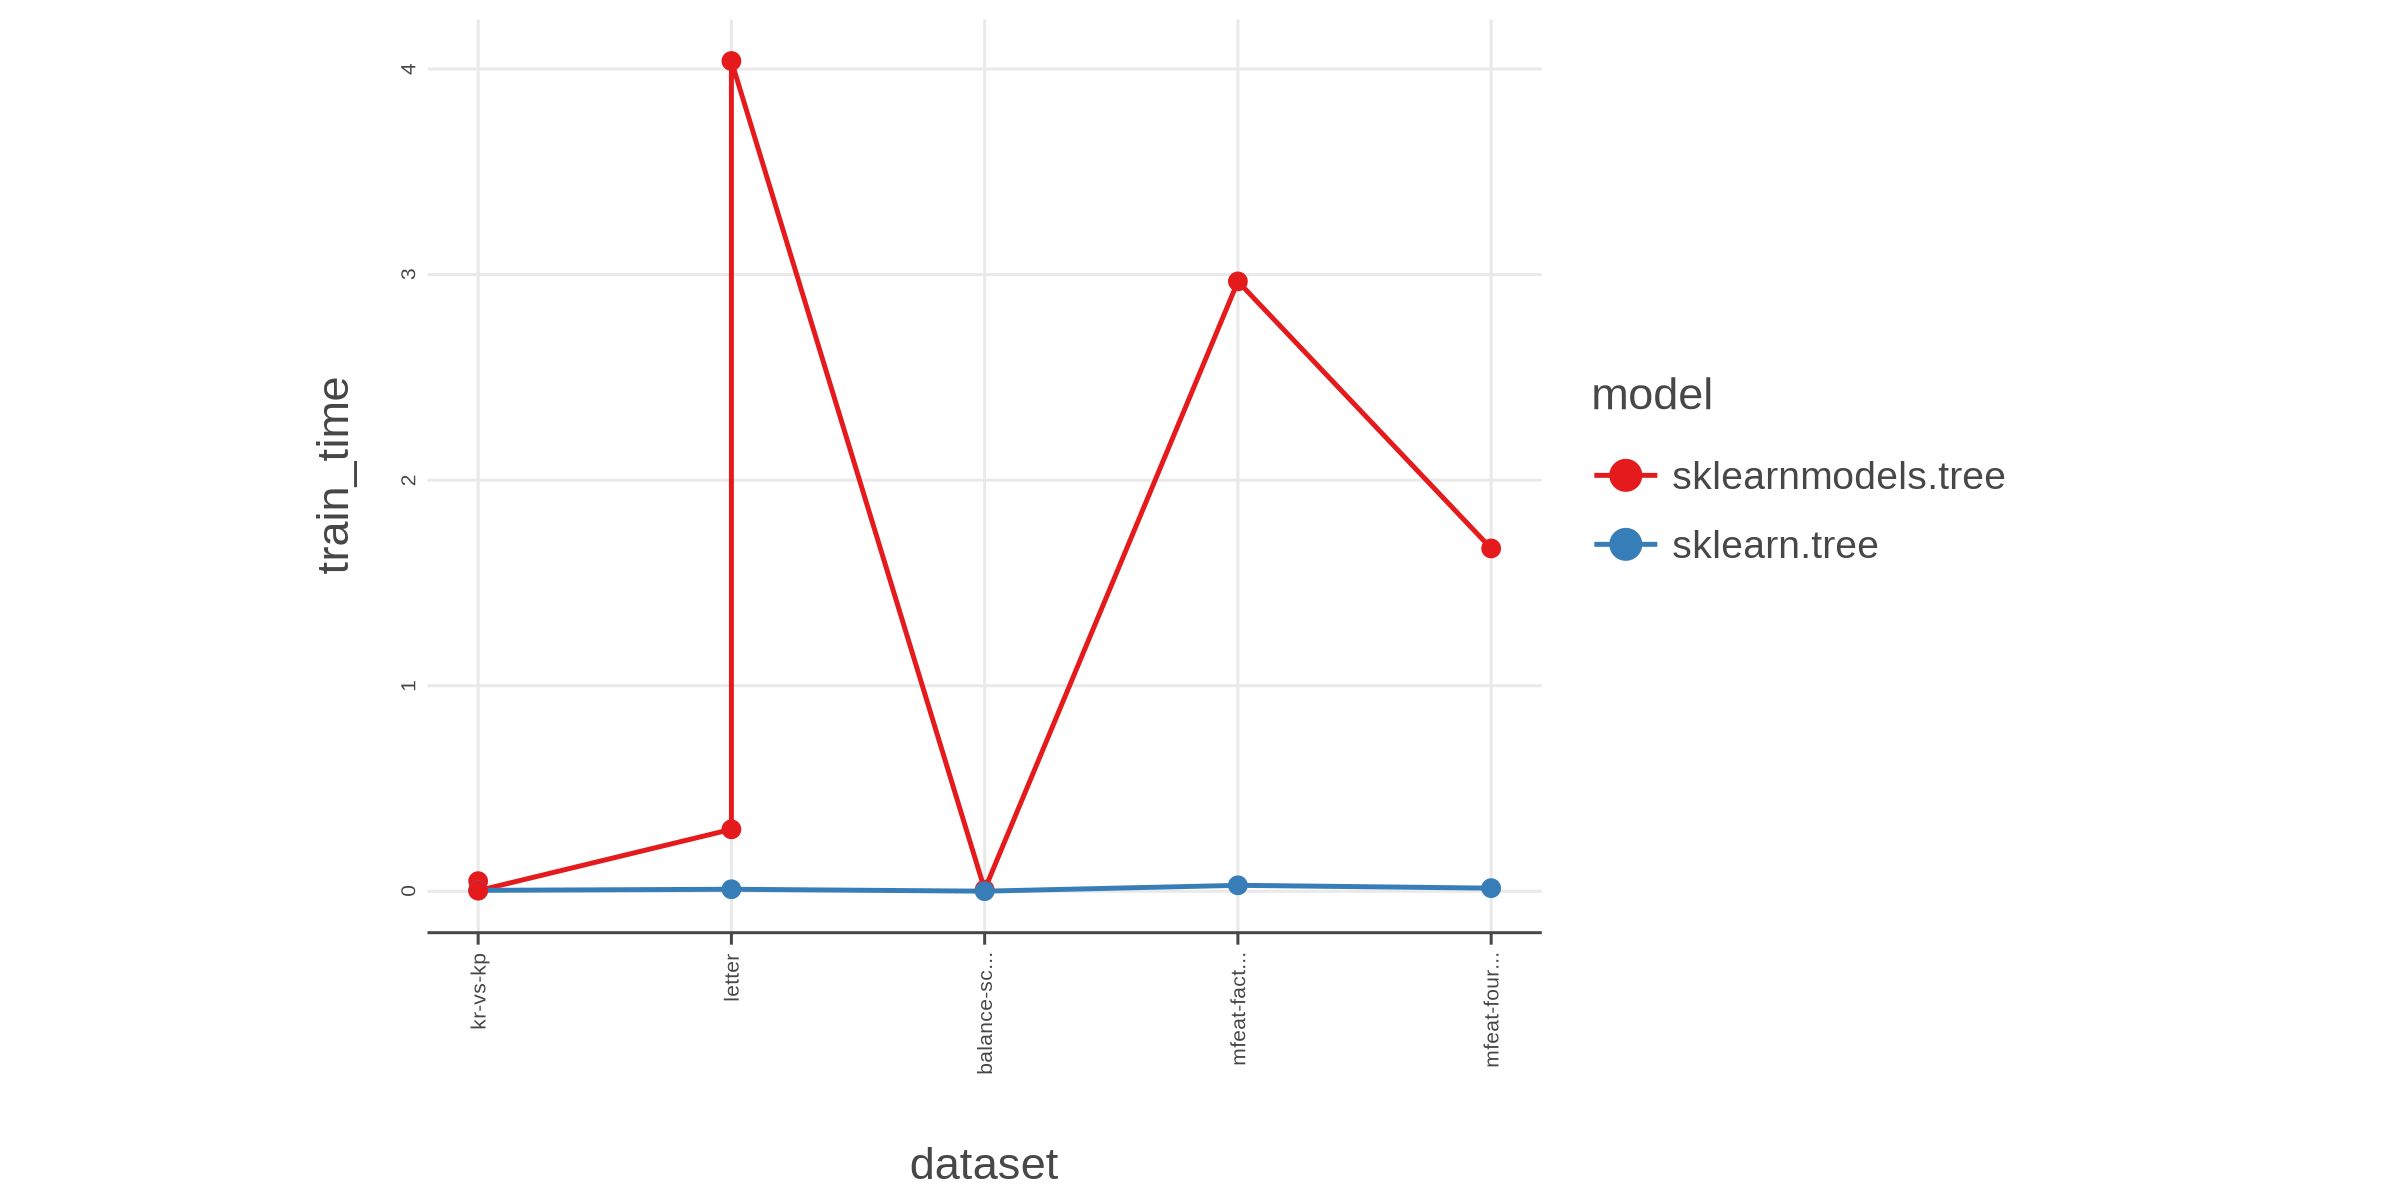 4
3
2
1
0
train_time
kr-vs-kp
letter
balance-sc...
mfeat-fact...
mfeat-four...
dataset
model
sklearnmodels.tree
sklearn.tree